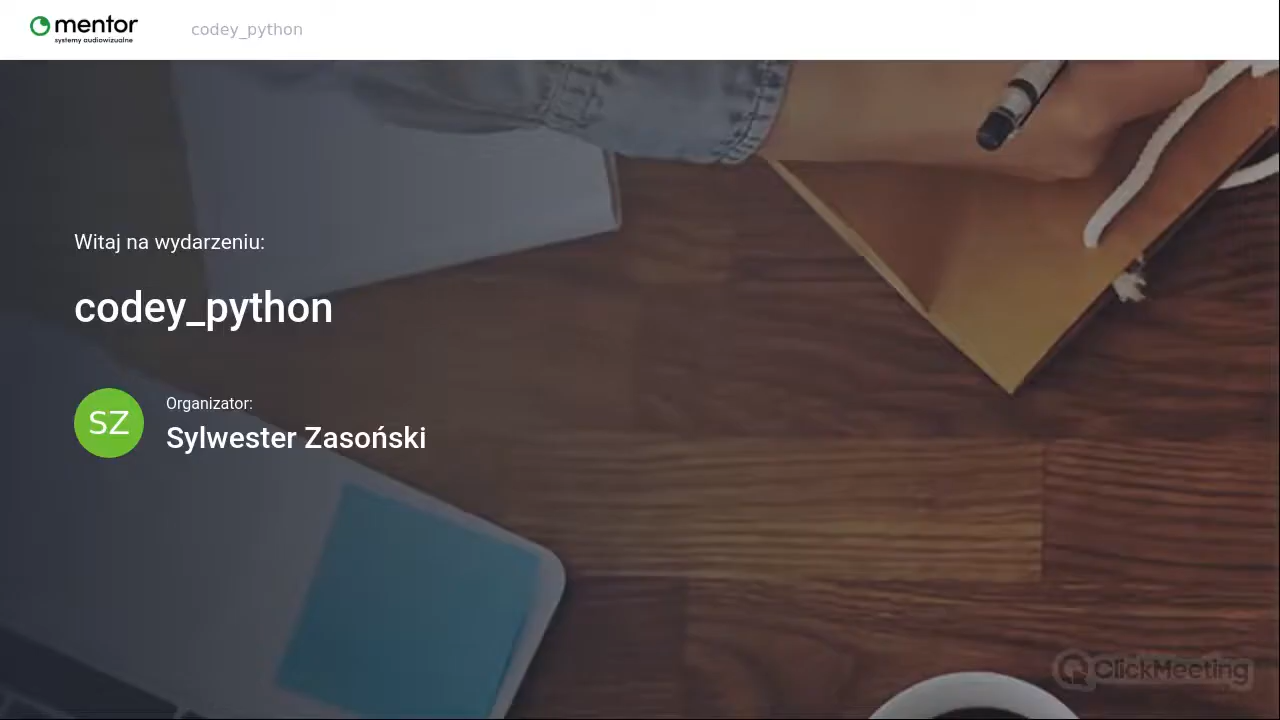 mentor
systemy audiowizualne
codey_python
Witaj na wydarzeniu:
codey_python
SZ
Organizator:
Sylwester Zasoński
ClickMeeting